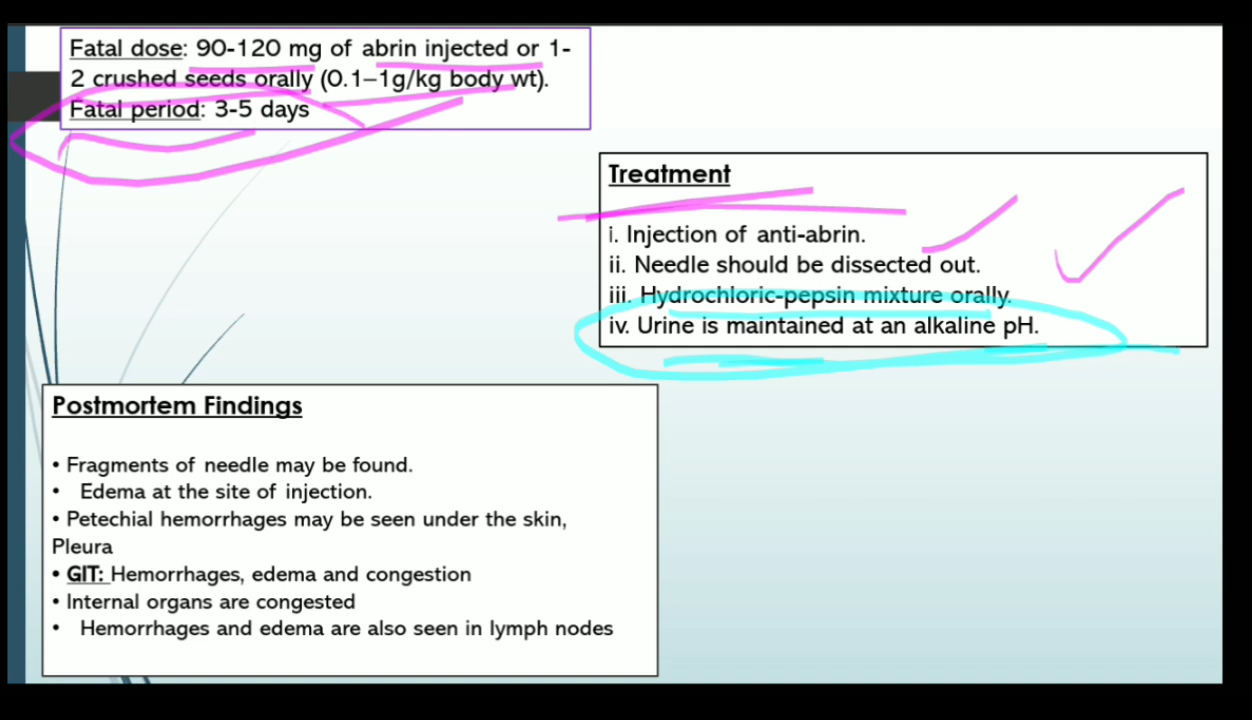 Fatal dose: 90-120 mg of abrin injected or 1-
2 crushed seeds orally (0.1–1g/kg body wt).
Fatal period: 3-5 days
Treatment
i. Injection of anti-abrin.
ii. Needle should be dissected out.
iii. Hydrochloric-pepsin mixture orally.
iv. Urine is maintained at an alkaline pH.
Postmortem Findings
• Fragments of needle may be found.
• Edema at the site of injection.
• Petechial hemorrhages may be seen under the skin,
Pleura
• GIT: Hemorrhages, edema and congestion
• Internal organs are congested
• Hemorrhages and edema are also seen in lymph nodes